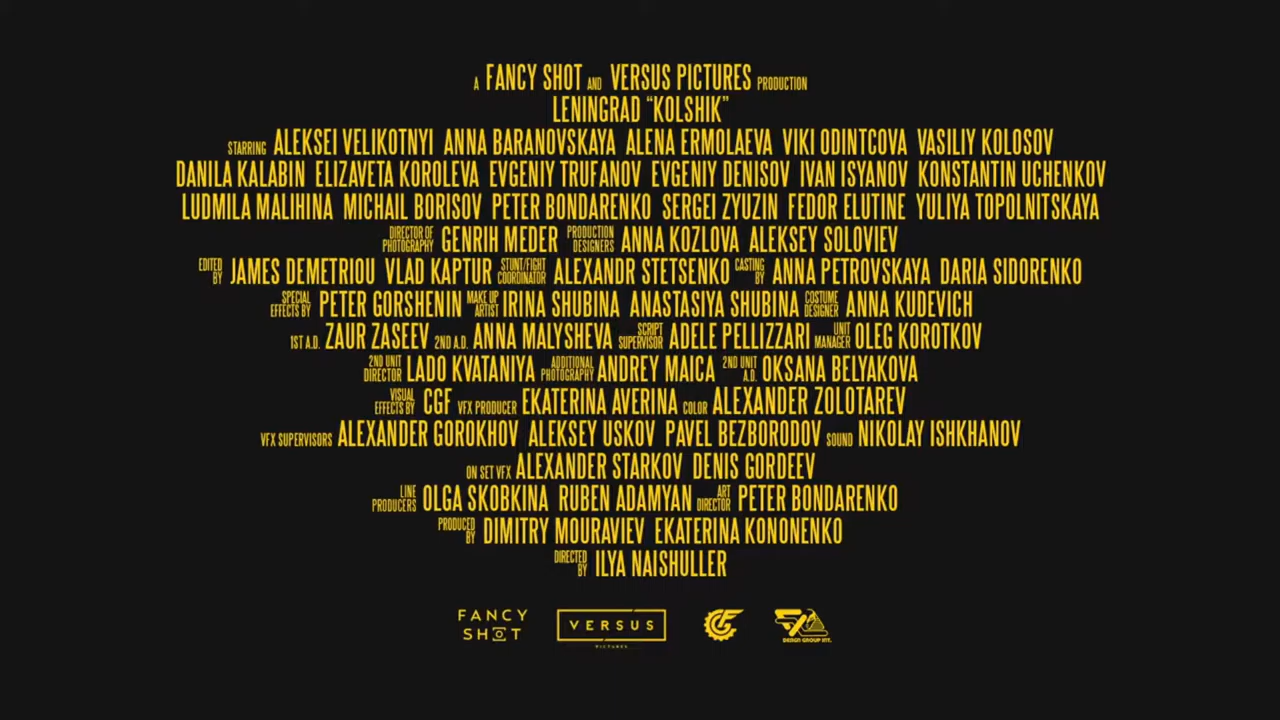 A FANCY SHOT AND VERSUS PICTURES PRODUCTION
LENINGRAD “KOLSHIK”
STARRING ALEKSEI VELIKOTNYI ANNA BARANOVSKAYA ALENA ERMOLAEVA VIKI ODINTCOVA VASILIY KOLOSOV
DANILA KALABIN ELIZAVETA KOROLEVA EVGENIY TRUFANOV EVGENIY DENISOV IVAN ISYANOV KONSTANTIN UCHENKOV
LUDMILA MALIHINA MICHAIL BORISOV PETER BONDARENKO SERGEI ZYUZIN FEDOR ELUTINE YULIYA TOPOLNITSKAYA
DIRECTOR OF PHOTOGRAPHY GENRIH MEDER PRODUCTION DESIGNERS ANNA KOZLOVA ALEKSEY SOLOVIEV
EDITED BY JAMES DEMETRIOU VLAD KAPTUR STUNT/FIGHT COORDINATOR ALEXANDR STETSENKO CASTING BY ANNA PETROVSKAYA DARIA SIDORENKO
SPECIAL EFFECTS BY PETER GORSHENIN MAKE UP ARTIST IRINA SHUBINA ANASTASIYA SHUBINA COSTUME DESIGNER ANNA KUDEVICH
1ST A.D. ZAUR ZASEEV 2ND A.D. ANNA MALYSHEVA SCRIPT SUPERVISOR ADELE PELLIZZARI UNIT MANAGER OLEG KOROTKOV
2ND UNIT DIRECTOR LADO KVATANIYA ADDITIONAL PHOTOGRAPHY ANDREY MAICA 2ND UNIT A.D. OKSANA BELYAKOVA
VISUAL EFFECTS BY CGF VFX PRODUCER EKATERINA AVERINA COLOR ALEXANDER ZOLOTAREV
VFX SUPERVISORS ALEXANDER GOROKHOV ALEKSEY USKOV PAVEL BEZBORODOV SOUND NIKOLAY ISHKHANOV
ON SET VFX ALEXANDER STARKOV DENIS GORDEEV
LINE PRODUCERS OLGA SKOBKINA RUBEN ADAMYAN ART DIRECTOR PETER BONDARENKO
PRODUCED BY DIMITRY MOURAVIEV EKATERINA KONONENKO
DIRECTED BY ILYA NAISHULLER
FANCY SHOT
VERSUS
PICTURES
DESIGN GROUP INT.